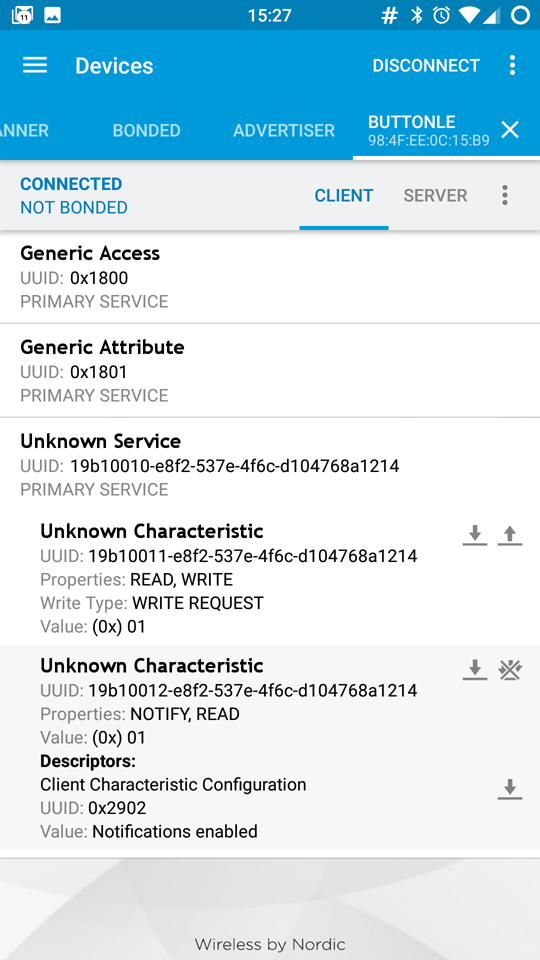 11
15:27
Devices
DISCONNECT
ANNER
BONDED
ADVERTISER
BUTTONLE
98:4F:EE:0C:15:B9
CONNECTED
NOT BONDED
CLIENT
SERVER
Generic Access
UUID: 0x1800
PRIMARY SERVICE
Generic Attribute
UUID: 0x1801
PRIMARY SERVICE
Unknown Service
UUID: 19b10010-e8f2-537e-4f6c-d104768a1214
PRIMARY SERVICE
Unknown Characteristic
UUID: 19b10011-e8f2-537e-4f6c-d104768a1214
Properties: READ, WRITE
Write Type: WRITE REQUEST
Value: (0x) 01
Unknown Characteristic
UUID: 19b10012-e8f2-537e-4f6c-d104768a1214
Properties: NOTIFY, READ
Value: (0x) 01
Descriptors:
Client Characteristic Configuration
UUID: 0x2902
Value: Notifications enabled
Wireless by Nordic